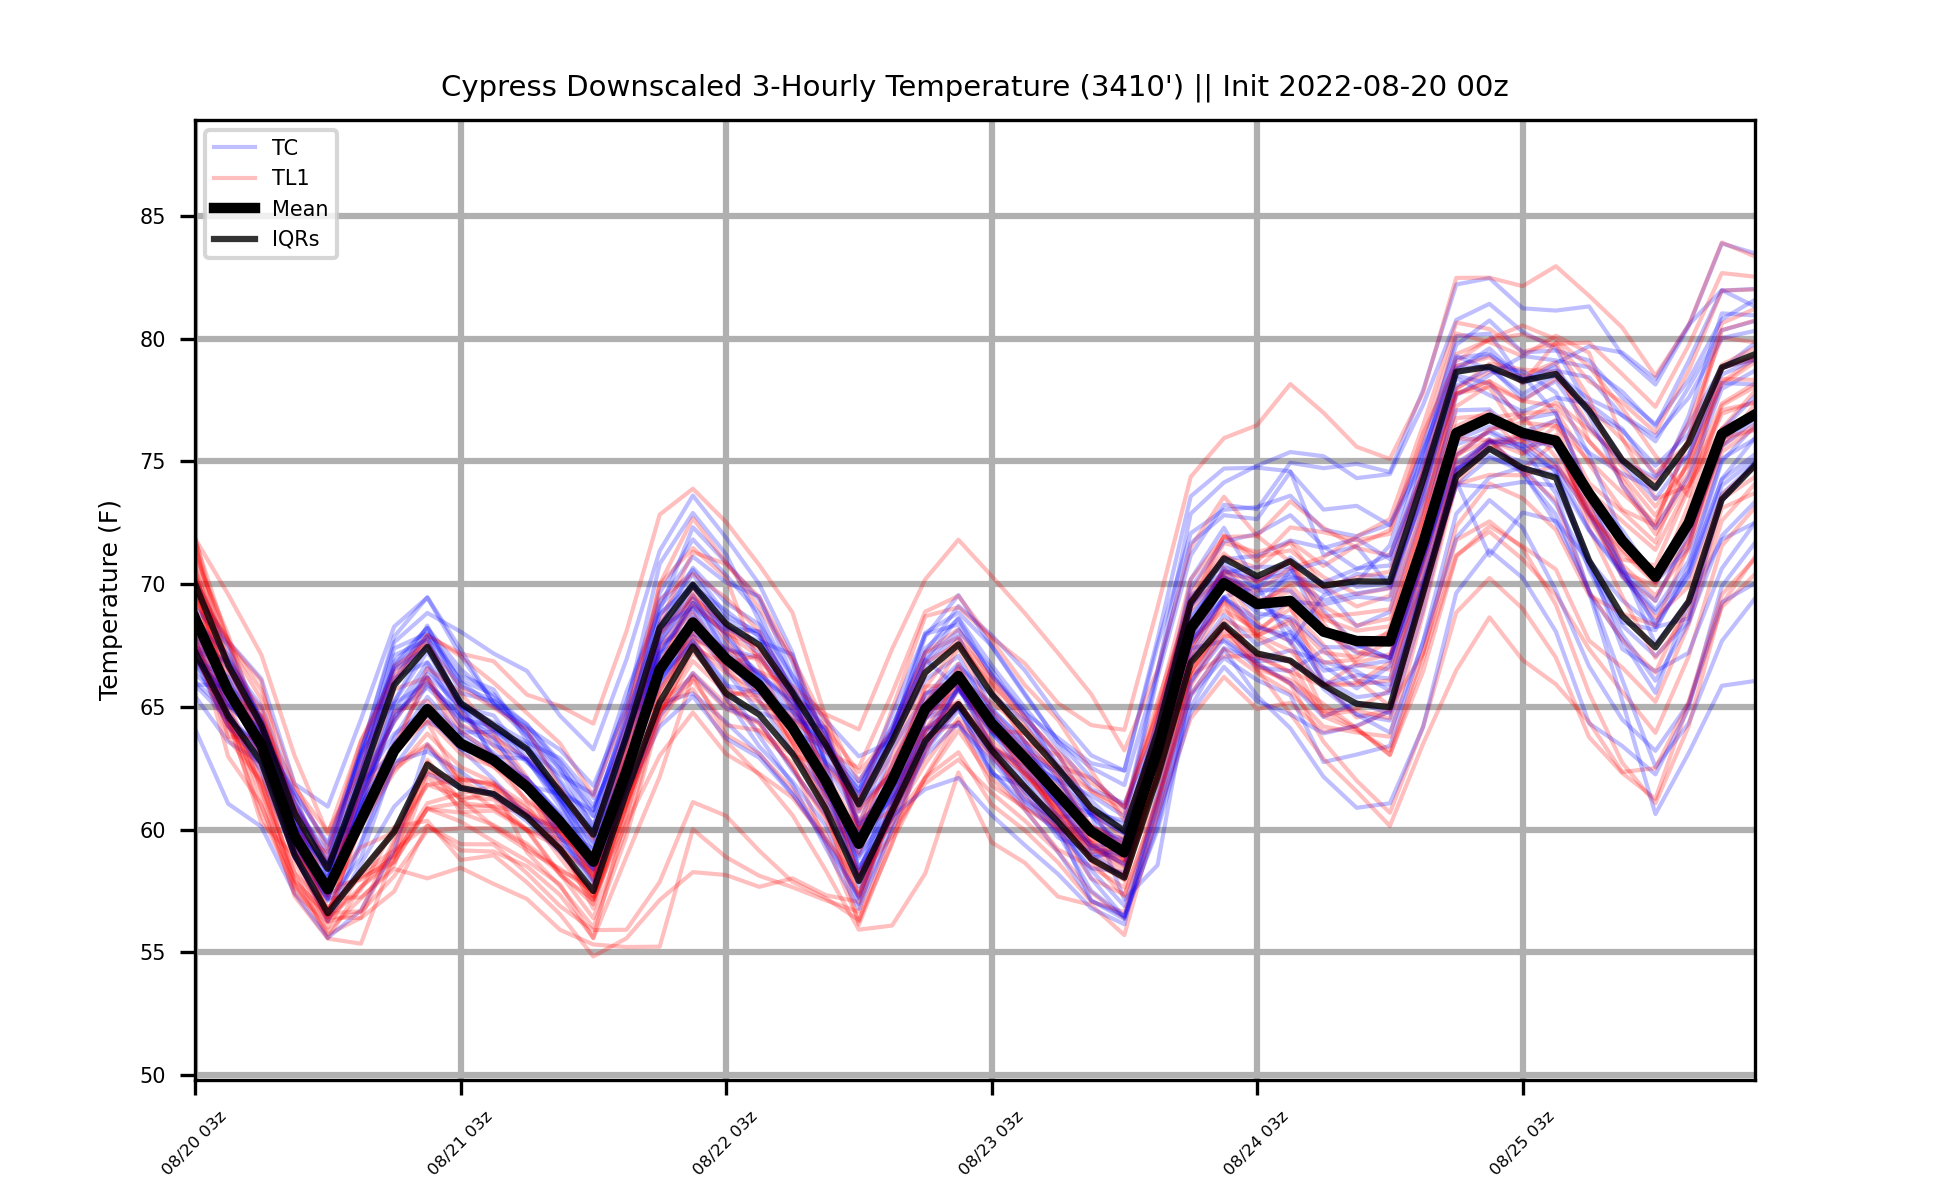 Cypress Downscaled 3-Hourly Temperature (3410') || Init 2022-08-20 00z
TC
TL1
Mean
IQRs
Temperature (F)
85
80
75
70
65
60
55
50
08/20 03z
08/21 03z
08/22 03z
08/23 03z
08/24 03z
08/25 03z